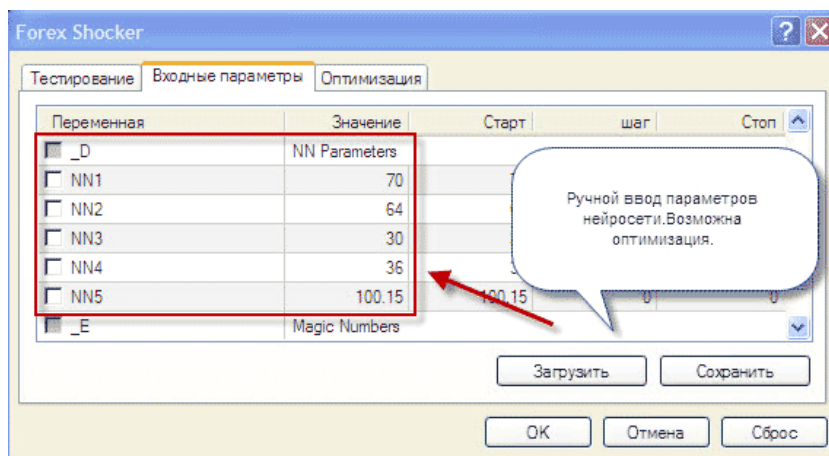 Forex Shocker
Тестирование Входные параметры Оптимизация
Переменная Значение Старт шаг Стоп
_D NN Parameters
NN1 70
NN2 64
NN3 30
NN4 36
NN5 100.15 100.15 0 0
_E Magic Numbers
Ручной ввод параметров
нейросети.Возможна
оптимизация.
Загрузить Сохранить
OK Отмена Сброс